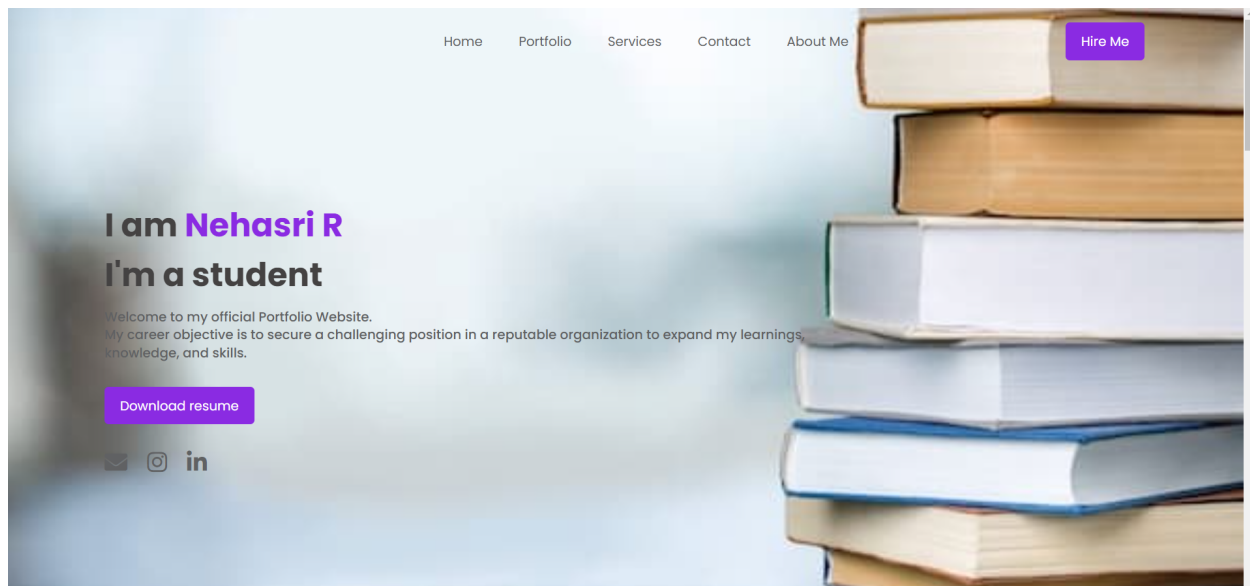 Home Portfolio Services Contact About Me Hire Me
I am Nehasri R
I'm a student
Welcome to my official Portfolio Website.
My career objective is to secure a challenging position in a reputable organization to expand my learnings,
knowledge, and skills.
Download resume
in